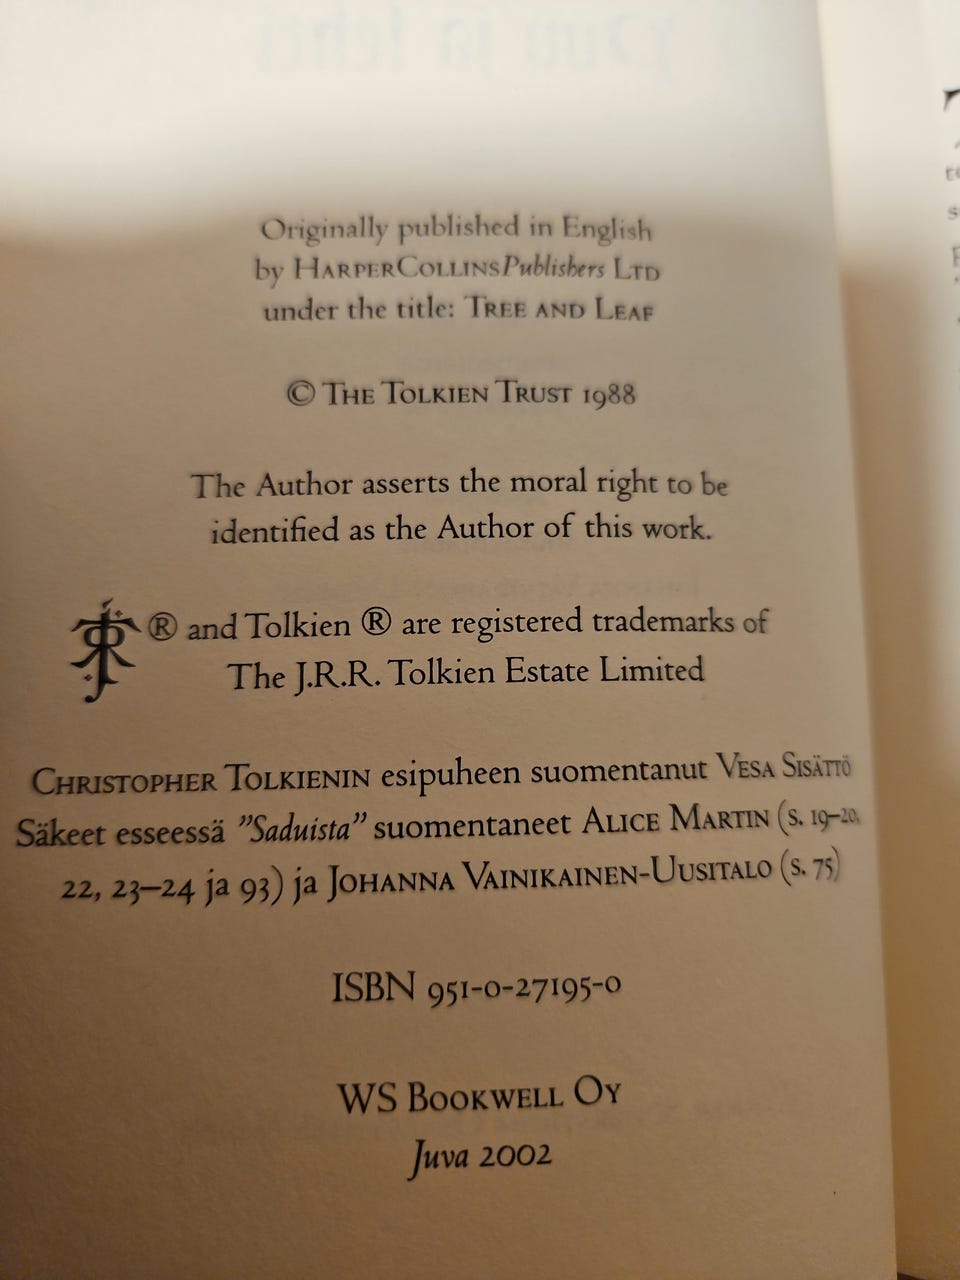 Originally published in English
by HarperCollinsPublishers Ltd
under the title: Tree and Leaf
© The Tolkien Trust 1988
The Author asserts the moral right to be
identified as the Author of this work.
® and Tolkien ® are registered trademarks of
The J.R.R. Tolkien Estate Limited
Christopher Tolkienin esipuheen suomentanut Vesa Sisättö
Säkeet esseessä ”Saduista” suomentaneet Alice Martin (s. 19–20,
22, 23–24 ja 93) ja Johanna Vainikainen-Uusitalo (s. 75)
ISBN 951-0-27195-0
WS Bookwell Oy
Juva 2002